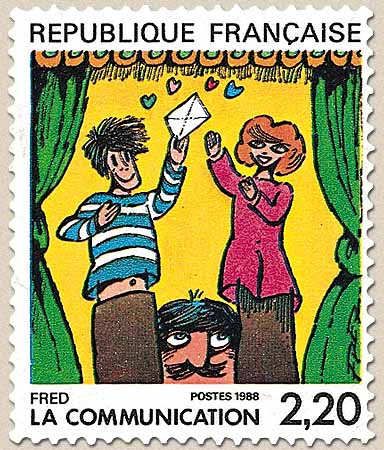 REPUBLIQUE FRANÇAISE
FRED POSTES 1988
LA COMMUNICATION 2,20